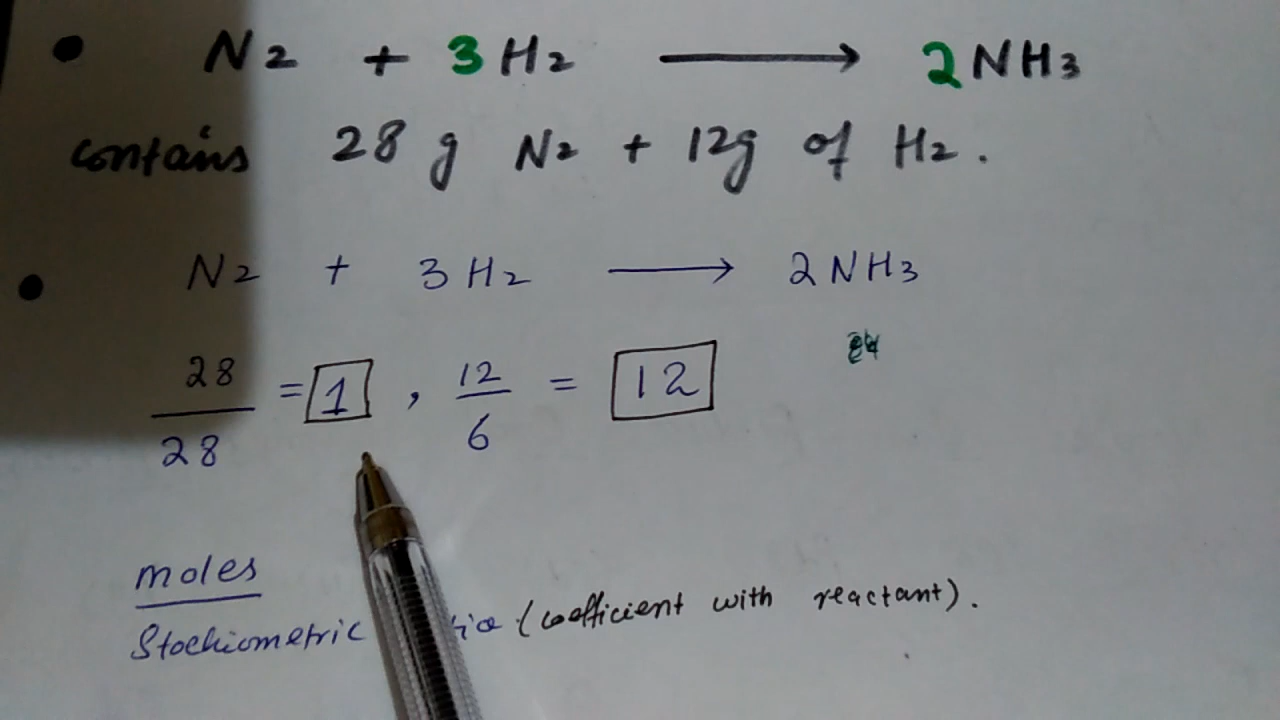 • N2 + 3H2 ⟶ 2NH3
contains 28 g N2 + 12g of H2.
• N2 + 3H2 ⟶ 2NH3
28/28 = 1 , 12/6 = 12
moles
Stochiometric (coefficient with reactant).